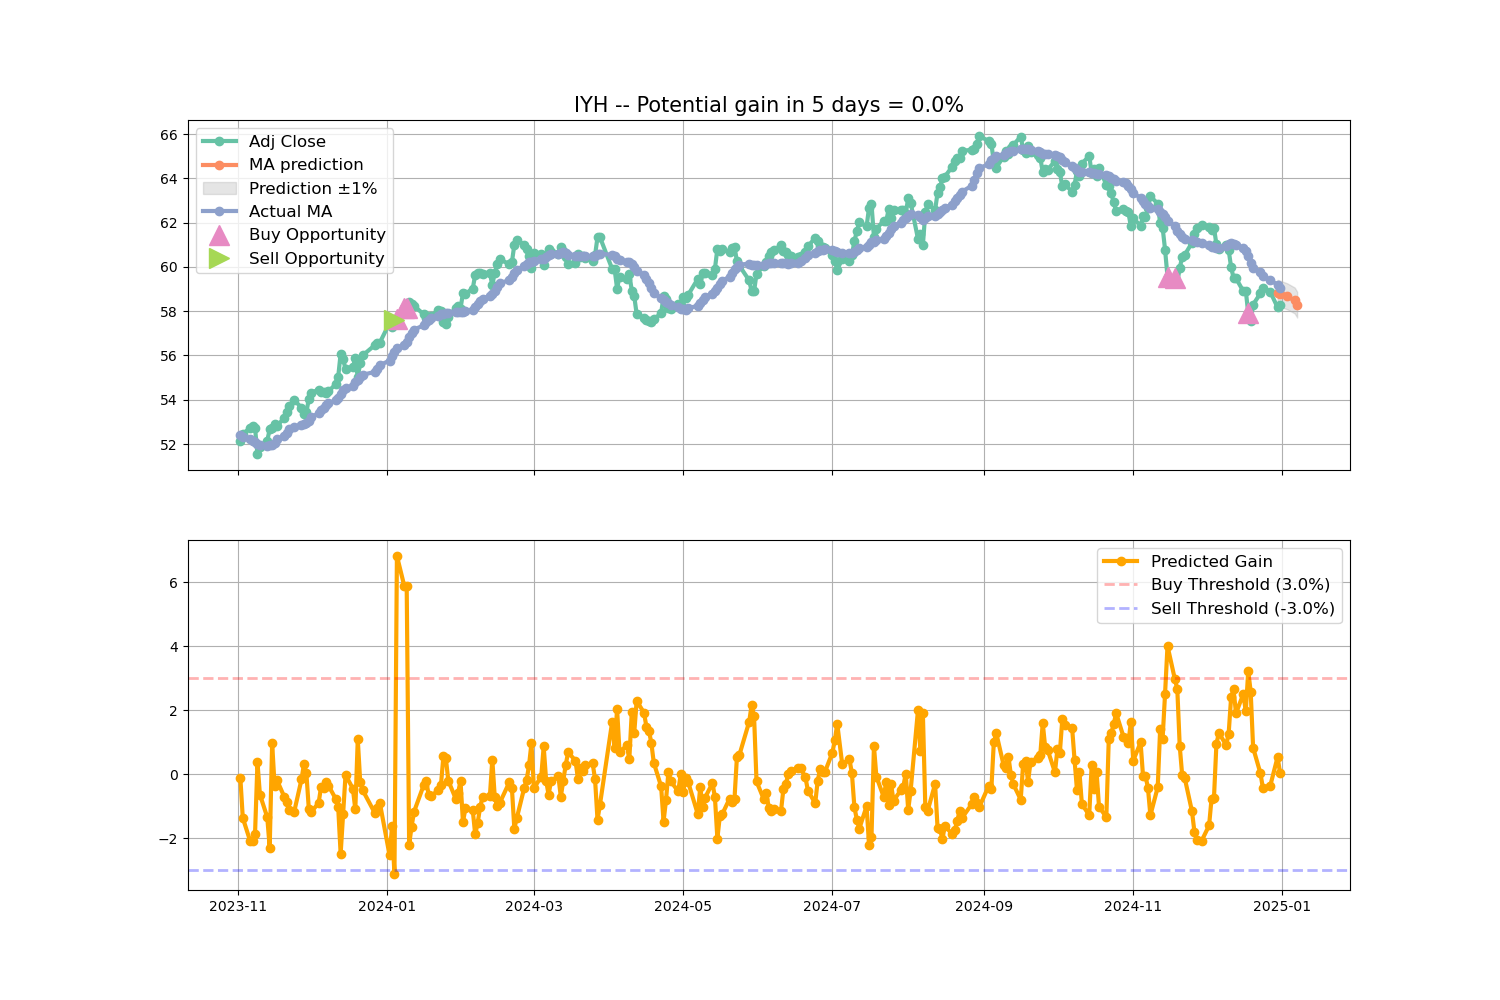 IYH -- Potential gain in 5 days = 0.0%
66
64
62
60
58
56
54
52
Adj Close
MA prediction
Prediction ±1%
Actual MA
Buy Opportunity
Sell Opportunity
6
4
2
0
−2
Predicted Gain
Buy Threshold (3.0%)
Sell Threshold (-3.0%)
2023-11
2024-01
2024-03
2024-05
2024-07
2024-09
2024-11
2025-01